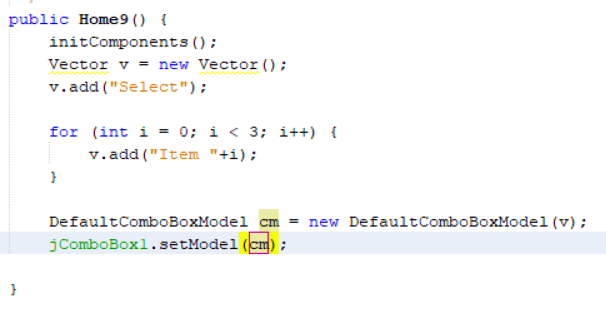 public Home9() {
initComponents();
Vector v = new Vector();
v.add("Select");
for (int i = 0; i < 3; i++) {
v.add("Item "+i);
}
DefaultComboBoxModel cm = new DefaultComboBoxModel(v);
jComboBox1.setModel(cm);
}